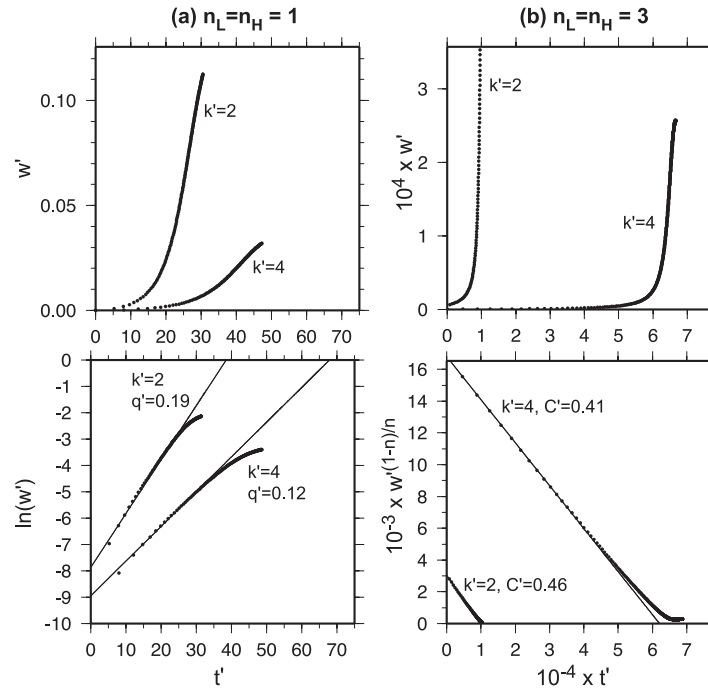 (a) n_L=n_H = 1
(b) n_L=n_H = 3
w'
0.10
0.05
0.00
k'=2
k'=4
0 10 20 30 40 50 60 70
10^4 x w'
3
2
1
0
k'=2
k'=4
0 1 2 3 4 5 6 7
ln(w')
0
-1
-2
-3
-4
-5
-6
-7
-8
-9
-10
k'=2
q'=0.19
k'=4
q'=0.12
0 10 20 30 40 50 60 70
t'
10^-3 x w'^(1-n)/n
16
14
12
10
8
6
4
2
0
k'=4, C'=0.41
k'=2, C'=0.46
0 1 2 3 4 5 6 7
10^-4 x t'